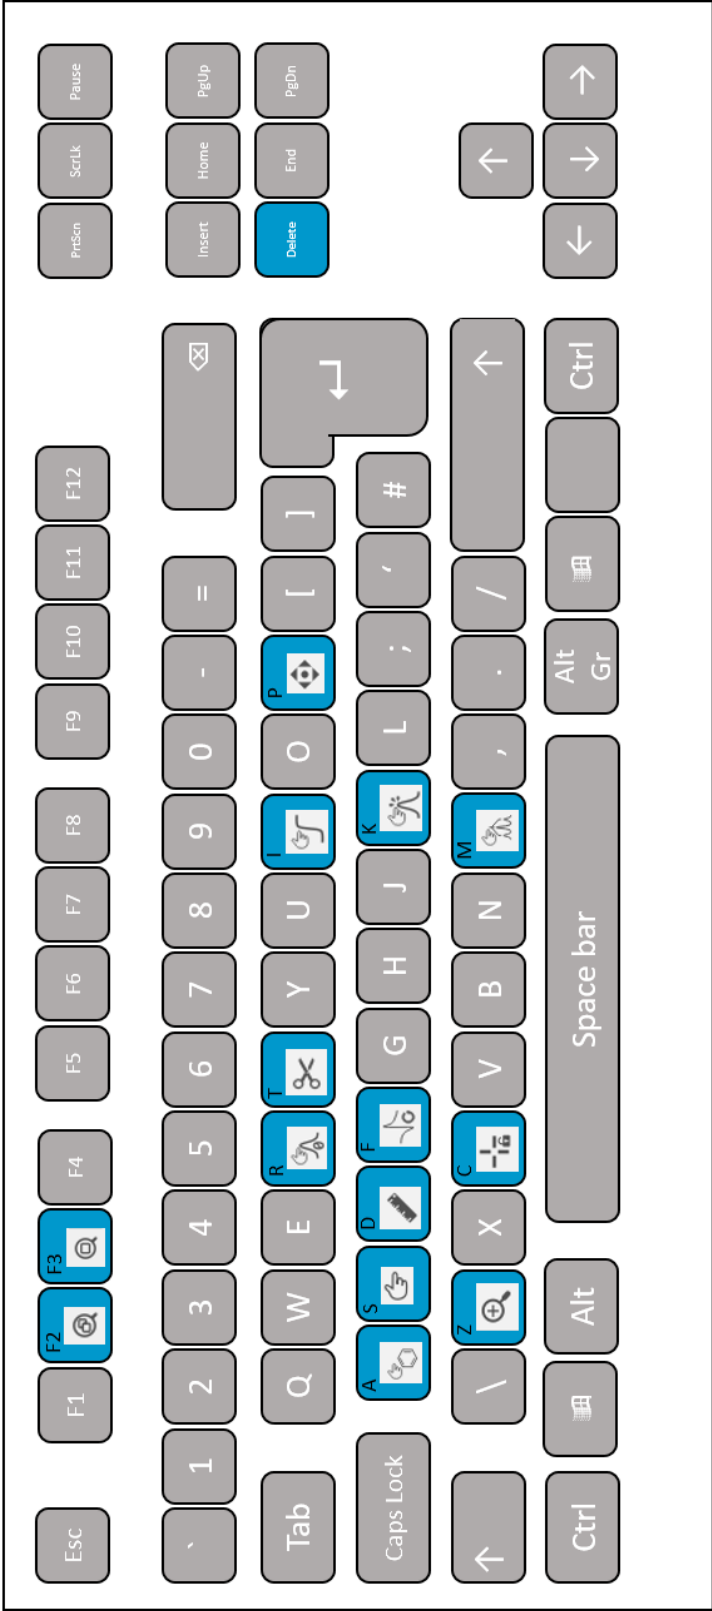 Esc F1 F2 F3 F4 F5 F6 F7 F8 F9 F10 F11 F12 PrtScn ScrLk Pause
` 1 2 3 4 5 6 7 8 9 0 - = Insert Home PgUp
Tab Q W E R T Y U I O P [ ] Delete End PgDn
Caps Lock A S D F G H J K L ; ' #
\ Z X C V B N M , . /
Ctrl Alt Space bar Alt Gr Ctrl